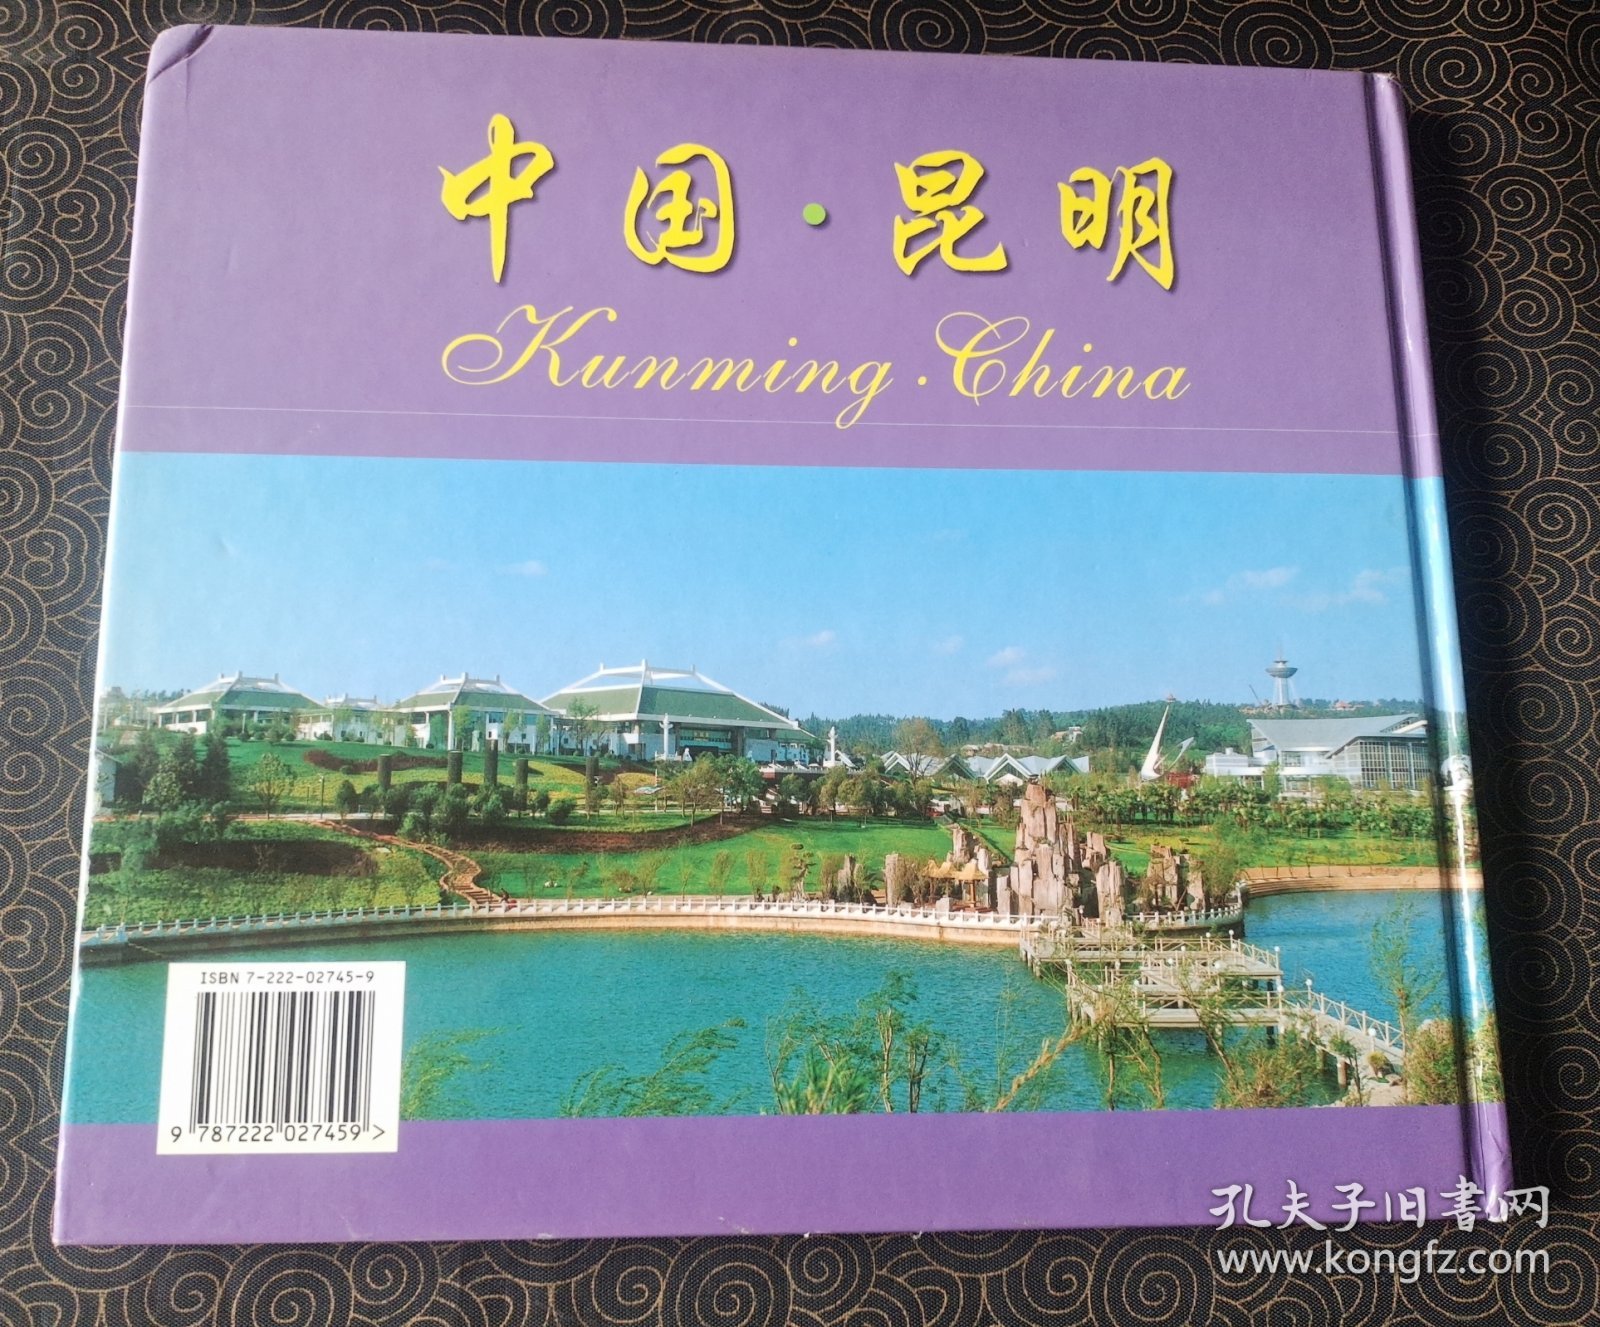 中国·昆明
Kunming·China
ISBN 7-222-02745-9
9 787222 027459 >
孔夫子旧書网
www.kongfz.com